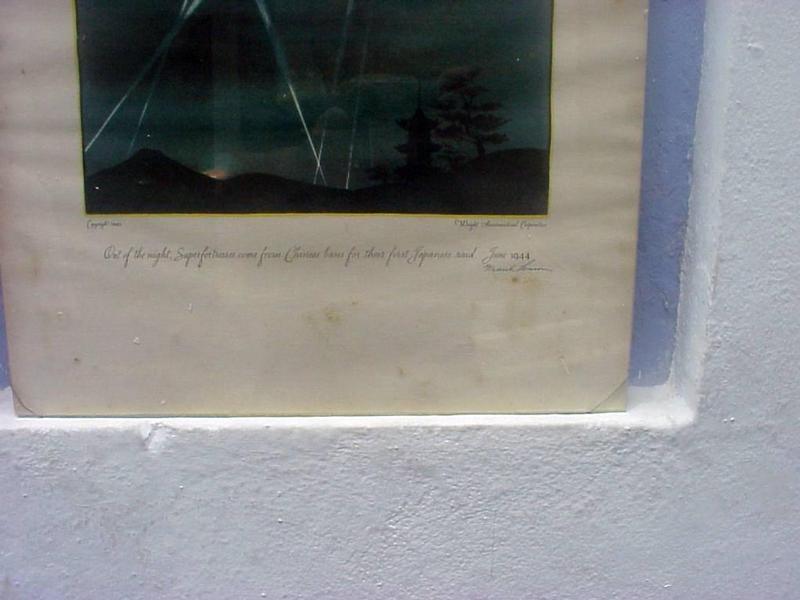 Copyright
Wright Aeronautical Corporation
Out of the night, Superfortresses come from Chinese bases for their first Japanese raid June 1944